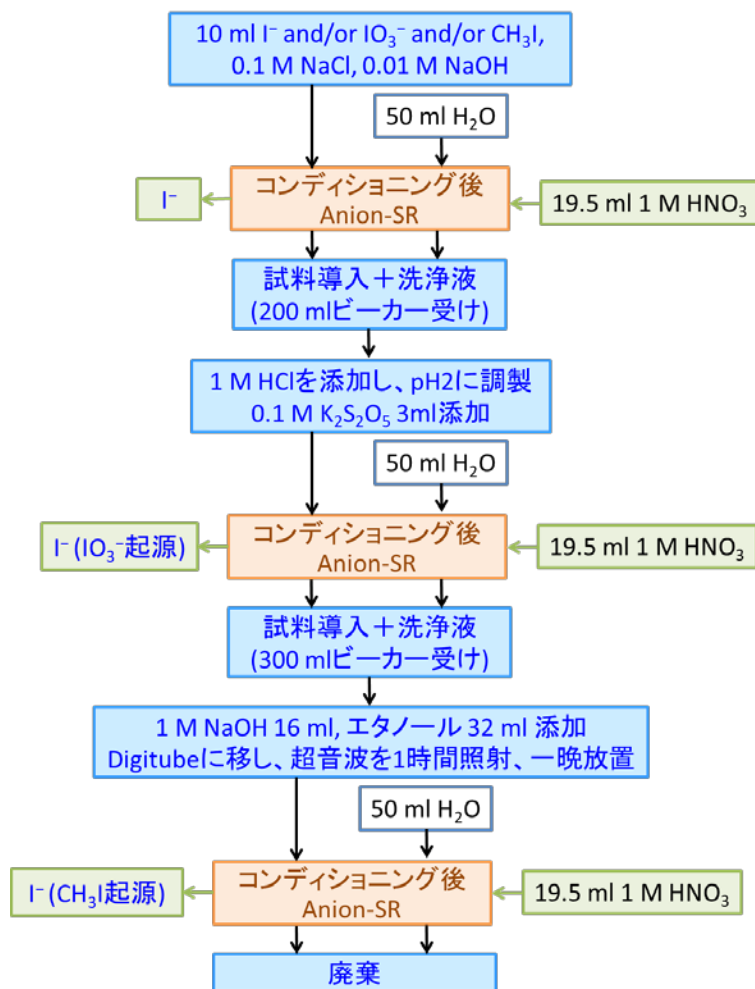 10 ml I⁻ and/or IO₃⁻ and/or CH₃I,
0.1 M NaCl, 0.01 M NaOH
50 ml H₂O
I⁻
コンディショニング後
Anion-SR
19.5 ml 1 M HNO₃
試料導入＋洗浄液
(200 mlビーカー受け)
1 M HClを添加し、pH2に調製
0.1 M K₂S₂O₅ 3ml添加
50 ml H₂O
I⁻ (IO₃⁻起源)
コンディショニング後
Anion-SR
19.5 ml 1 M HNO₃
試料導入＋洗浄液
(300 mlビーカー受け)
1 M NaOH 16 ml, エタノール 32 ml 添加
Digitubeに移し、超音波を1時間照射、一晩放置
50 ml H₂O
I⁻ (CH₃I起源)
コンディショニング後
Anion-SR
19.5 ml 1 M HNO₃
廃棄